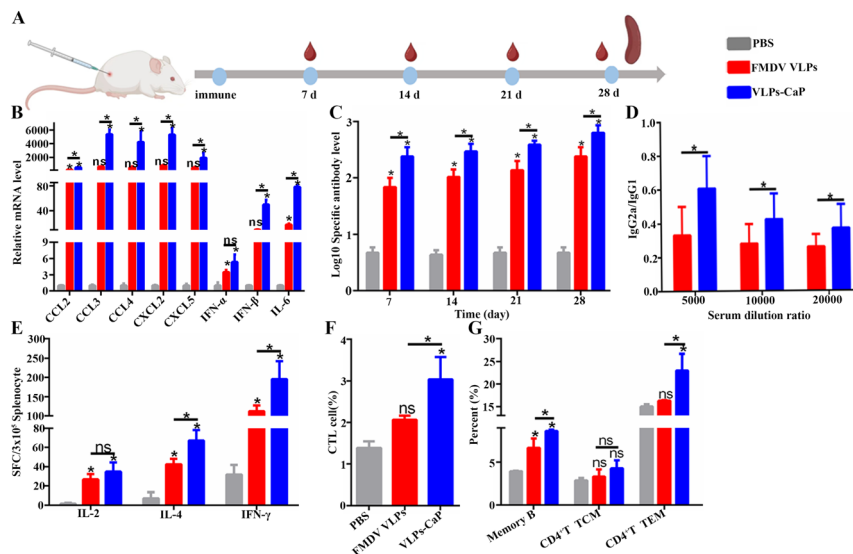 A
immune
7 d
14 d
21 d
28 d
PBS
FMDV VLPs
VLPs-CaP
B
Relative mRNA level
6000
4000
2000
80
40
9
6
3
0
* * * * * * * *
ns ns ns ns ns ns
CCL2
CCL3
CCL4
CXCL2
CXCL5
IFN-α
IFN-β
IL-6
C
Log10 Specific antibody level
3
2
1
0
* * * *
* * * * * * * *
7
14
21
28
Time (day)
D
IgG2a/IgG1
1.0
0.8
0.6
0.4
0.2
0.0
* * *
5000
10000
20000
Serum dilution ratio
E
SFC/3x10⁵ Splenocyte
300
250
200
150
100
80
60
40
20
0
ns * *
* * * * * *
IL-2
IL-4
IFN-γ
F
CTL cell(%)
4
3
2
1
0
*
ns *
PBS
FMDV VLPs
VLPs-CaP
G
Percent (%)
30
25
20
15
10
5
0
* ns *
* * ns ns ns *
Memory B
CD4⁺T TCM
CD4⁺T TEM